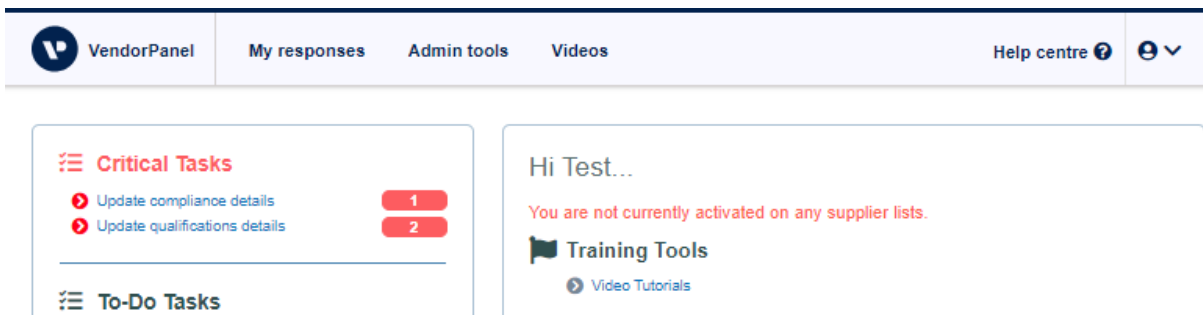 VendorPanel My responses Admin tools Videos Help centre
Critical Tasks
Update compliance details 1
Update qualifications details 2
To-Do Tasks
Hi Test...
You are not currently activated on any supplier lists.
Training Tools
Video Tutorials